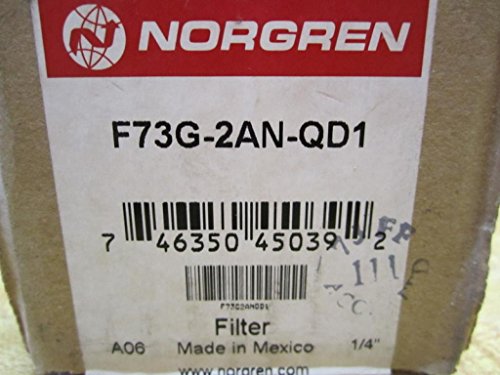 NORGREN
F73G-2AN-QD1
7 46350 45039 2
F73G2ANQD1
Filter
A06 Made in Mexico 1/4"
www.norgren.com